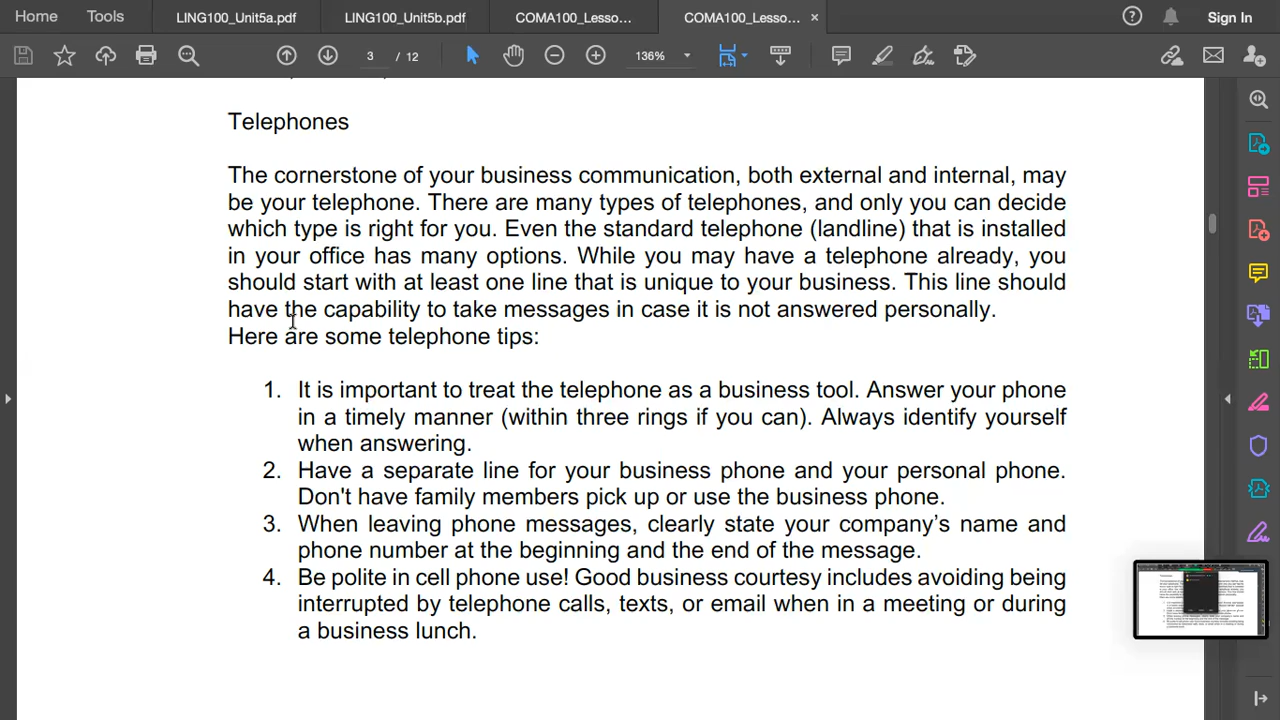 Home Tools LING100_Unit5a.pdf LING100_Unit5b.pdf COMA100_Lesso... COMA100_Lesso... × Sign In
3 / 12 136%
Telephones
The cornerstone of your business communication, both external and internal, may
be your telephone. There are many types of telephones, and only you can decide
which type is right for you. Even the standard telephone (landline) that is installed
in your office has many options. While you may have a telephone already, you
should start with at least one line that is unique to your business. This line should
have the capability to take messages in case it is not answered personally.
Here are some telephone tips:
1. It is important to treat the telephone as a business tool. Answer your phone
in a timely manner (within three rings if you can). Always identify yourself
when answering.
2. Have a separate line for your business phone and your personal phone.
Don't have family members pick up or use the business phone.
3. When leaving phone messages, clearly state your company’s name and
phone number at the beginning and the end of the message.
4. Be polite in cell phone use! Good business courtesy includes avoiding being
interrupted by telephone calls, texts, or email when in a meeting or during
a business lunch.